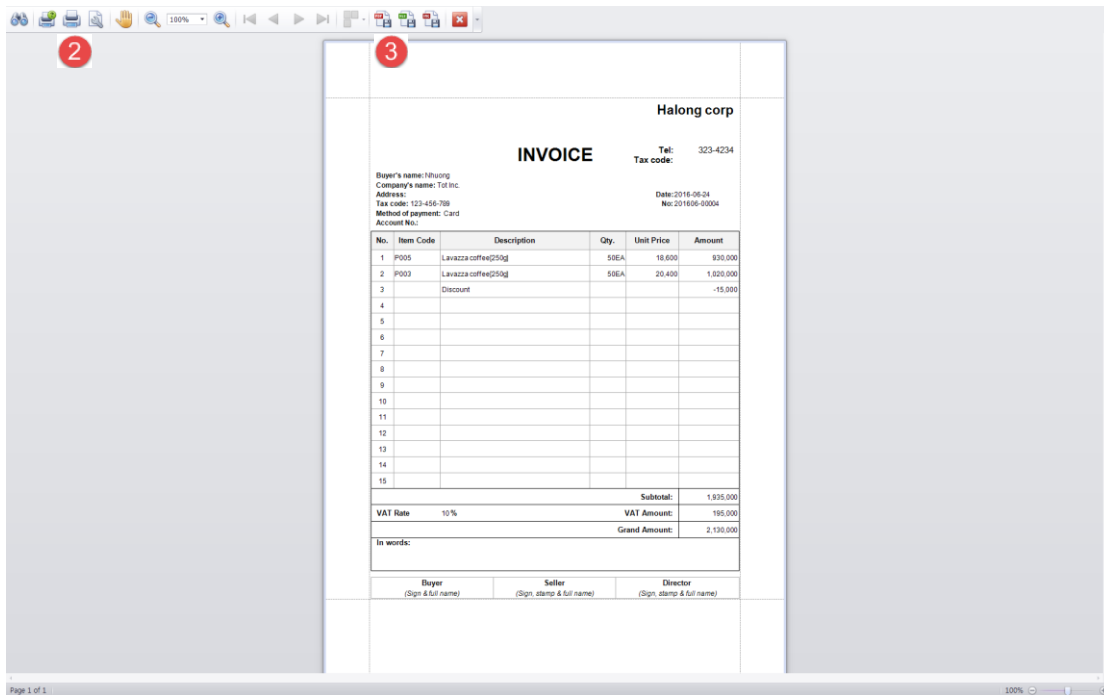 100%
2
3
Halong corp
INVOICE
Tel: 323-4234
Tax code:
Buyer's name: Nhuong
Company's name: Tot Inc.
Address:
Date: 2016-06-24
Tax code: 123-456-789
No: 201606-00004
Method of payment: Card
Account No.:
No. Item Code Description Qty. Unit Price Amount
1 P005 Lavazza coffee[250g] 50EA 18,600 930,000
2 P003 Lavazza coffee[250g] 50EA 20,400 1,020,000
3 Discount -15,000
4
5
6
7
8
9
10
11
12
13
14
15
Subtotal: 1,935,000
VAT Rate 10 % VAT Amount: 195,000
Grand Amount: 2,130,000
In words:
Buyer Seller Director
(Sign & full name) (Sign, stamp & full name) (Sign, stamp & full name)
Page 1 of 1 100%